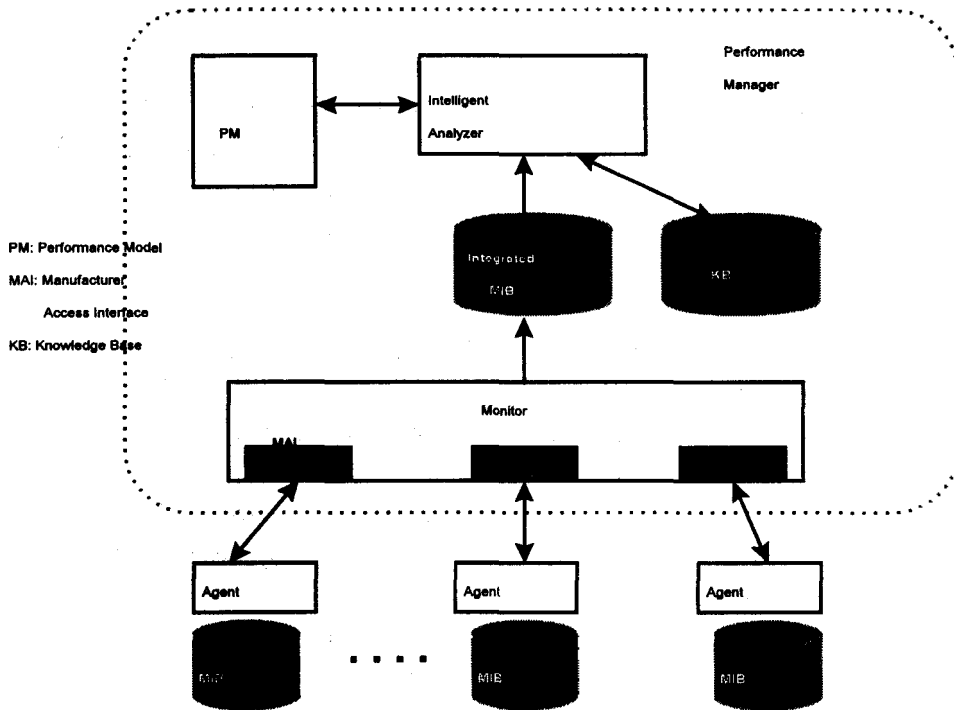 Performance
Manager
PM
Intelligent
Analyzer
PM: Performance Model
MAI: Manufacturer
Access Interface
KB: Knowledge Base
Integrated
MIB
KB
Monitor
MAI
Agent
Agent
Agent
MIB
MIB
MIB